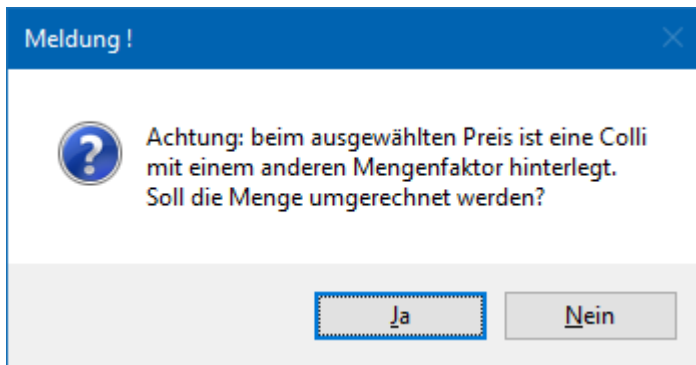 Meldung !
Achtung: beim ausgewählten Preis ist eine Colli
mit einem anderen Mengenfaktor hinterlegt.
Soll die Menge umgerechnet werden?
Ja
Nein